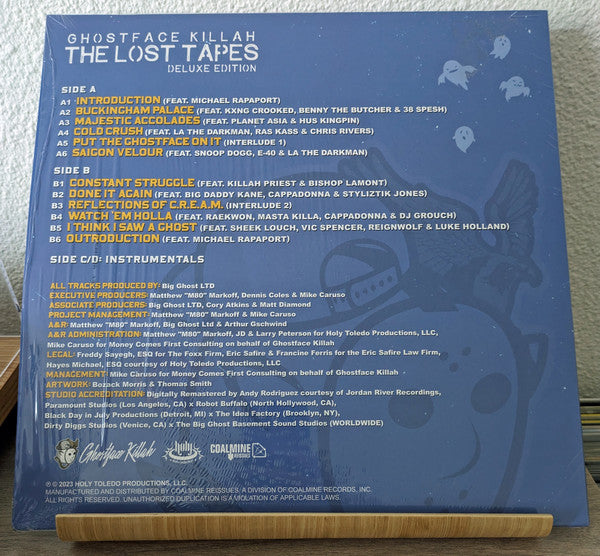 GHOSTFACE KILLAH
THE LOST TAPES
DELUXE EDITION
SIDE A
A1 INTRODUCTION (FEAT. MICHAEL RAPAPORT)
A2 BUCKINGHAM PALACE (FEAT. KXNG CROOKED, BENNY THE BUTCHER & 38 SPESH)
A3 MAJESTIC ACCOLADES (FEAT. PLANET ASIA & HUS KINGPIN)
A4 COLD CRUSH (FEAT. LA THE DARKMAN, RAS KASS & CHRIS RIVERS)
A5 PUT THE GHOSTFACE ON IT (INTERLUDE 1)
A6 SAIGON VELOUR (FEAT. SNOOP DOGG, E-40 & LA THE DARKMAN)
SIDE B
B1 CONSTANT STRUGGLE (FEAT. KILLAH PRIEST & BISHOP LAMONT)
B2 DONE IT AGAIN (FEAT. BIG DADDY KANE, CAPPADONNA & STYLIZTIK JONES)
B3 REFLECTIONS OF C.R.E.A.M. (INTERLUDE 2)
B4 WATCH 'EM HOLLA (FEAT. RAEKWON, MASTA KILLA, CAPPADONNA & DJ GROUCH)
B5 I THINK I SAW A GHOST (FEAT. SHEEK LOUCH, VIC SPENCER, REIGNWOLF & LUKE HOLLAND)
B6 OUTRODUCTION (FEAT. MICHAEL RAPAPORT)
SIDE C/D: INSTRUMENTALS
ALL TRACKS PRODUCED BY: Big Ghost LTD
EXECUTIVE PRODUCERS: Matthew "M80" Markoff, Dennis Coles & Mike Caruso
ASSOCIATE PRODUCERS: Big Ghost LTD, Cory Atkins & Matt Diamond
PROJECT MANAGEMENT: Matthew "M80" Markoff & Mike Caruso
A&R: Matthew "M80" Markoff, Big Ghost Ltd & Arthur Gschwind
A&R ADMINISTRATION: Matthew "M80" Markoff, JD & Larry Peterson for Holy Toledo Productions, LLC,
Mike Caruso for Money Comes First Consulting on behalf of Ghostface Killah
LEGAL: Freddy Sayegh, ESQ for The Foxx Firm, Eric Safire & Francine Ferris for the Eric Safire Law Firm,
Hayes Michael, ESQ courtesy of Holy Toledo Productions, LLC
MANAGEMENT: Mike Caruso for Money Comes First Consulting on behalf of Ghostface Killah
ARTWORK: Bozack Morris & Thomas Smith
STUDIO ACCREDITATION: Digitally Remastered by Andy Rodriguez courtesy of Jordan River Recordings,
Paramount Studios (Los Angeles, CA) x Robot Buffalo (North Hollywood, CA),
Black Day in July Productions (Detroit, MI) x The Idea Factory (Brooklyn, NY),
Dirty Diggs Studios (Venice, CA) x The Big Ghost Basement Sound Studios (WORLDWIDE)
Ghostface Killah holy COALMINE REISSUES
℗ © 2023 HOLY TOLEDO PRODUCTIONS, LLC.
MANUFACTURED AND DISTRIBUTED BY COALMINE REISSUES, A DIVISION OF COALMINE RECORDS, INC.
ALL RIGHTS RESERVED. UNAUTHORIZED DUPLICATION IS A VIOLATION OF APPLICABLE LAWS.